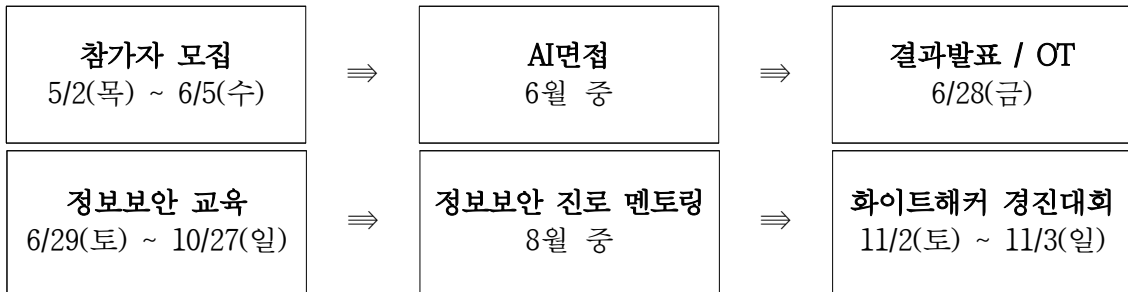 참가자 모집 ⇛ AI면접 ⇛ 결과발표 / OT
5/2(목) ~ 6/5(수) 6월 중 6/28(금)
정보보안 교육 ⇛ 정보보안 진로 멘토링 ⇛ 화이트해커 경진대회
6/29(토) ~ 10/27(일) 8월 중 11/2(토) ~ 11/3(일)